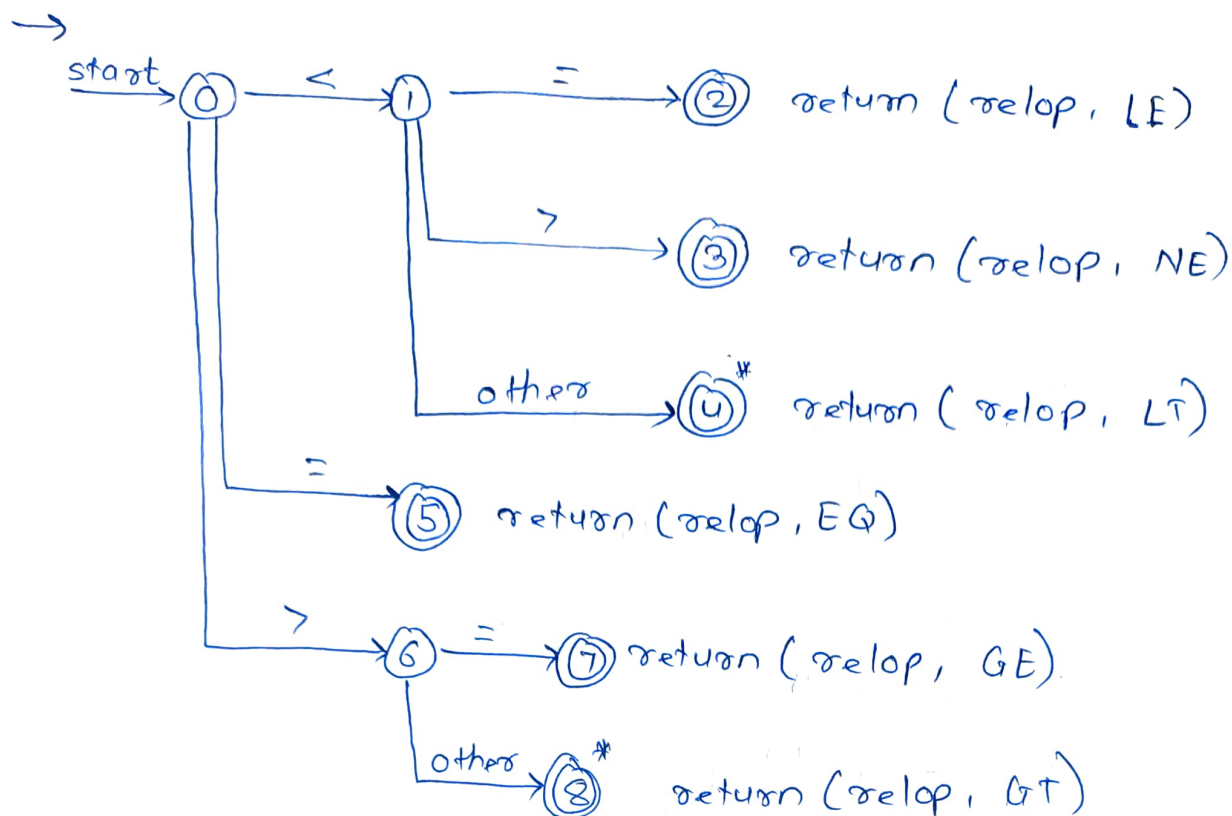 →
start 0 < 1 = 2 return (relop, LE)
> 3 return (relop, NE)
other 4 * return (relop, LT)
= 5 return (relop, EQ)
> 6 = 7 return (relop, GE)
other 8 * return (relop, GT)